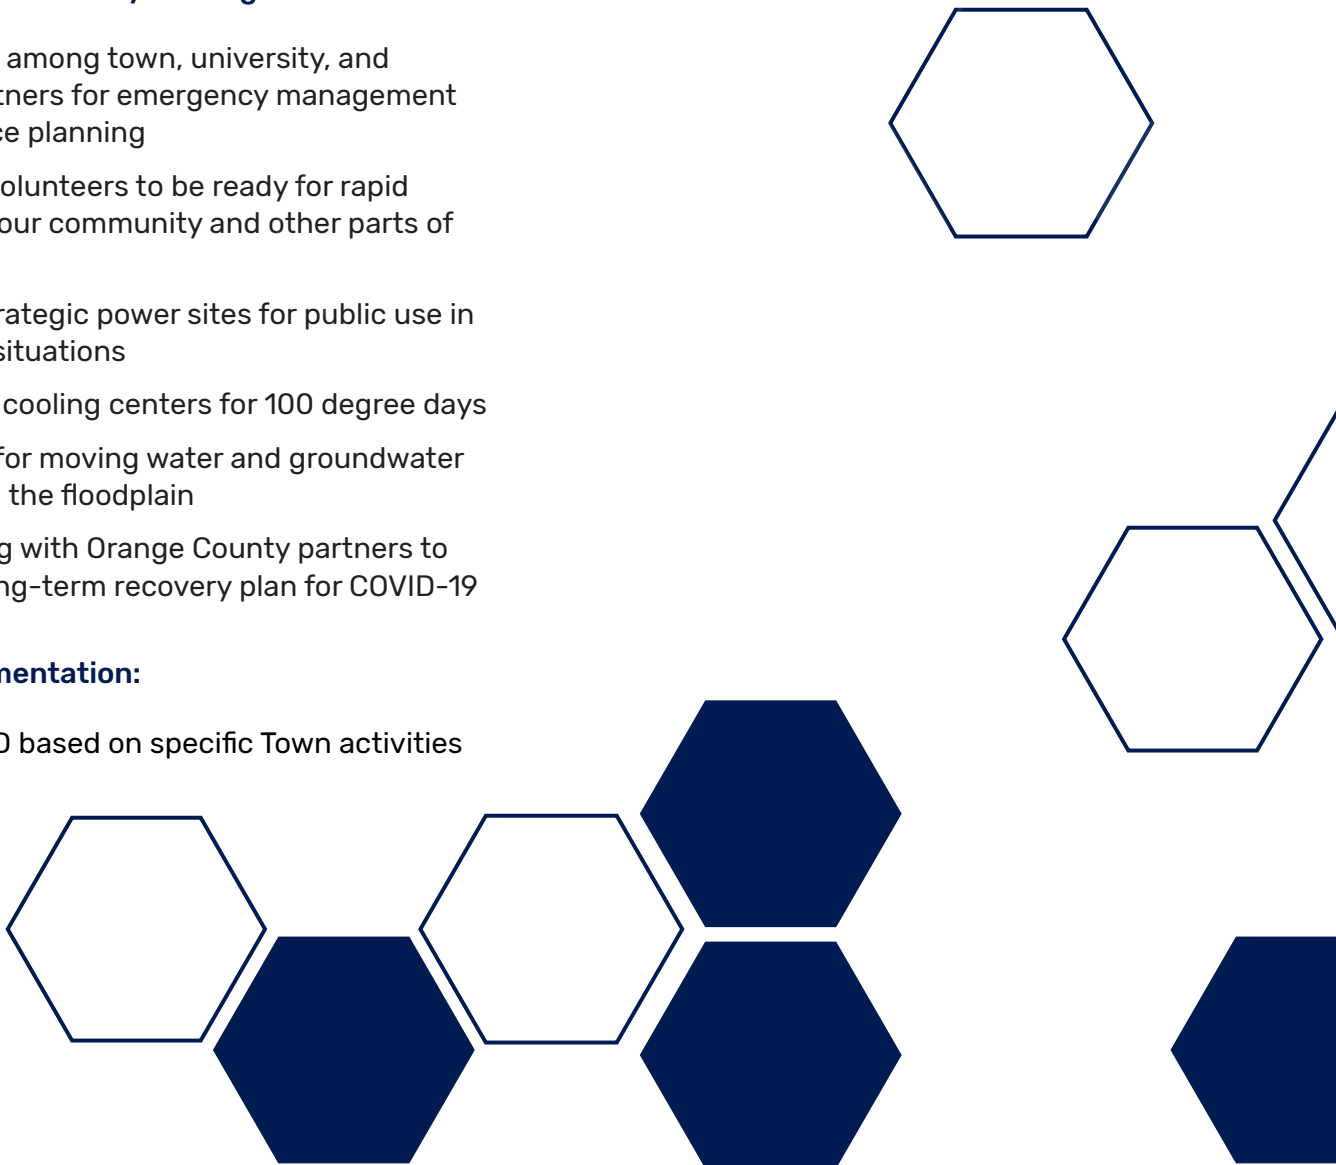 among town, university, and
tners for emergency management
ce planning
olunteers to be ready for rapid
our community and other parts of
rategic power sites for public use in
situations
cooling centers for 100 degree days
for moving water and groundwater
the floodplain
g with Orange County partners to
ng-term recovery plan for COVID-19
mentation:
D based on specific Town activities